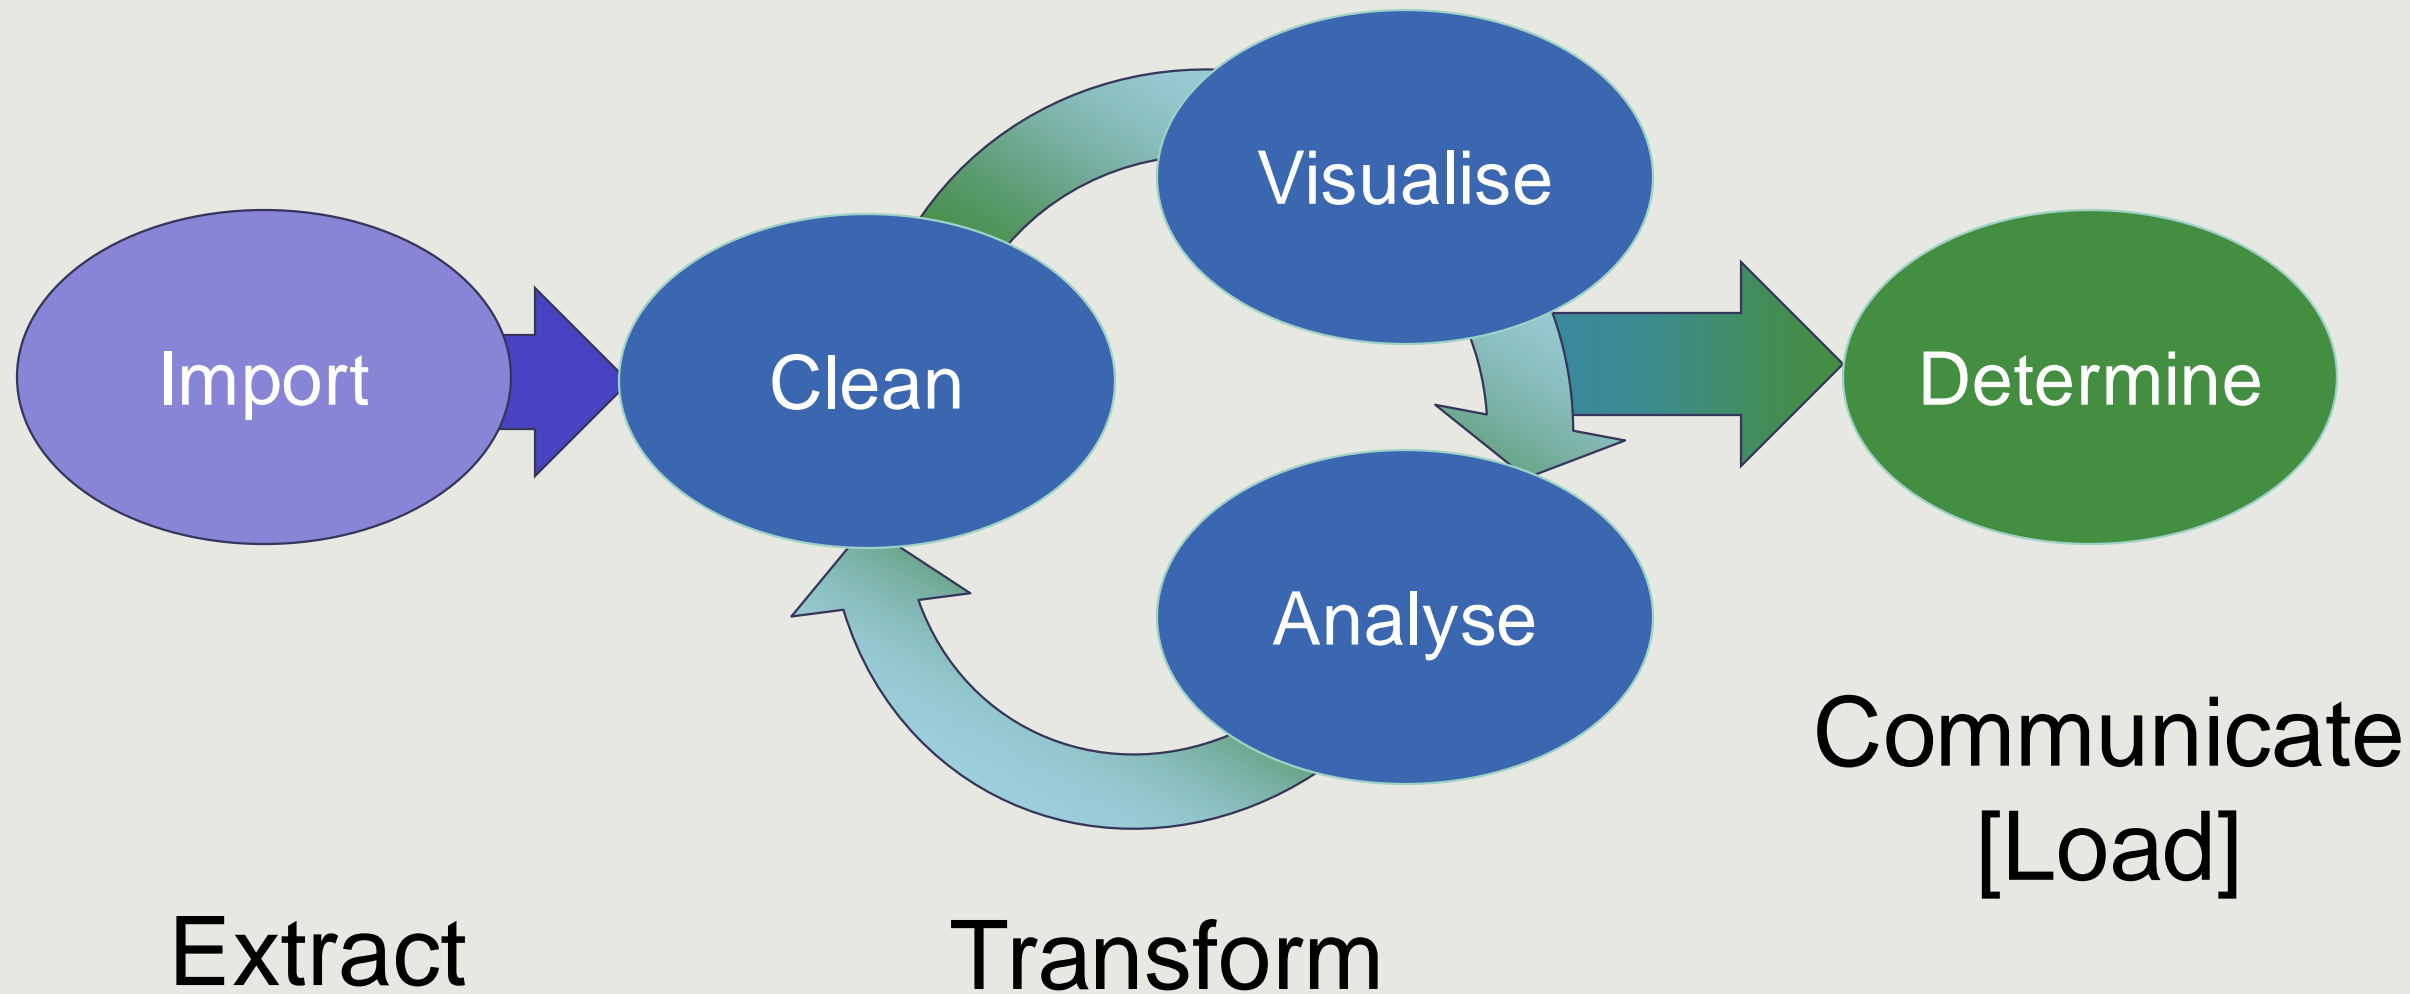 Import
Clean
Visualise
Analyse
Determine
Extract
Transform
Communicate
[Load]